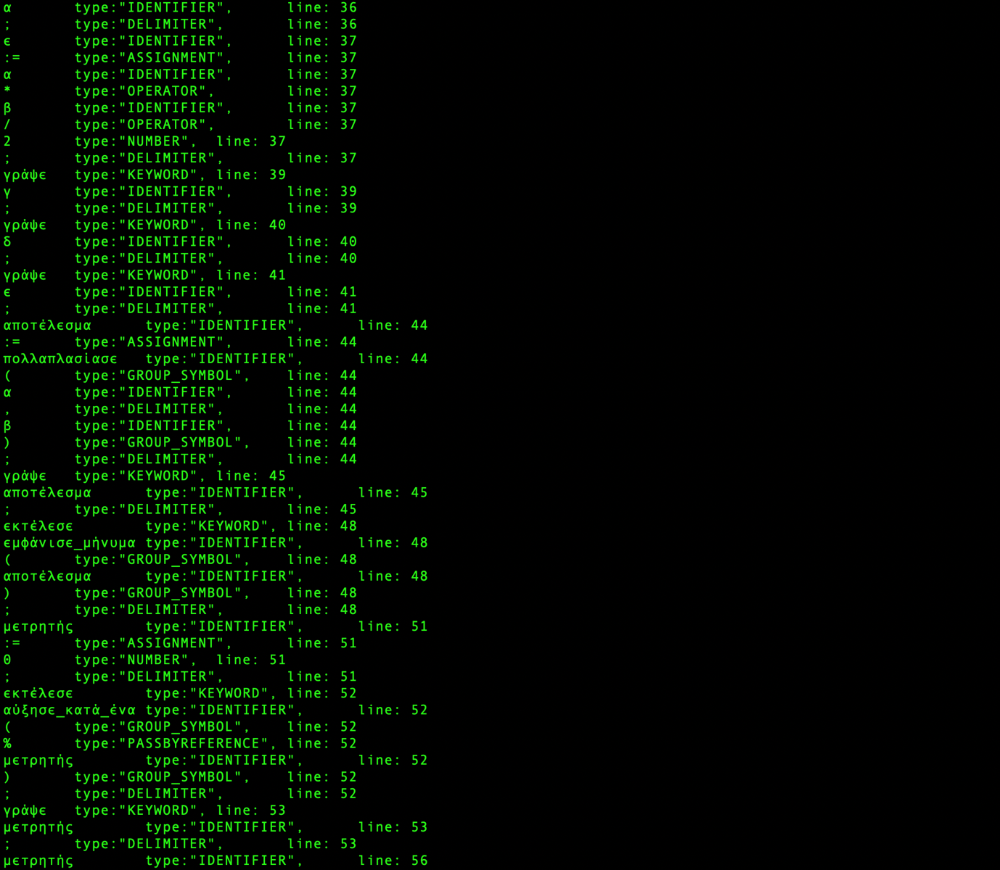 α type:"IDENTIFIER", line: 36
; type:"DELIMITER", line: 36
ε type:"IDENTIFIER", line: 37
:= type:"ASSIGNMENT", line: 37
α type:"IDENTIFIER", line: 37
* type:"OPERATOR", line: 37
β type:"IDENTIFIER", line: 37
/ type:"OPERATOR", line: 37
2 type:"NUMBER", line: 37
; type:"DELIMITER", line: 37
γράψε type:"KEYWORD", line: 39
γ type:"IDENTIFIER", line: 39
; type:"DELIMITER", line: 39
γράψε type:"KEYWORD", line: 40
δ type:"IDENTIFIER", line: 40
; type:"DELIMITER", line: 40
γράψε type:"KEYWORD", line: 41
ε type:"IDENTIFIER", line: 41
; type:"DELIMITER", line: 41
αποτέλεσμα type:"IDENTIFIER", line: 44
:= type:"ASSIGNMENT", line: 44
πολλαπλασίασε type:"IDENTIFIER", line: 44
( type:"GROUP_SYMBOL", line: 44
α type:"IDENTIFIER", line: 44
, type:"DELIMITER", line: 44
β type:"IDENTIFIER", line: 44
) type:"GROUP_SYMBOL", line: 44
; type:"DELIMITER", line: 44
γράψε type:"KEYWORD", line: 45
αποτέλεσμα type:"IDENTIFIER", line: 45
; type:"DELIMITER", line: 45
εκτέλεσε type:"KEYWORD", line: 48
εμφάνισε_μήνυμα type:"IDENTIFIER", line: 48
( type:"GROUP_SYMBOL", line: 48
αποτέλεσμα type:"IDENTIFIER", line: 48
) type:"GROUP_SYMBOL", line: 48
; type:"DELIMITER", line: 48
μετρητής type:"IDENTIFIER", line: 51
:= type:"ASSIGNMENT", line: 51
0 type:"NUMBER", line: 51
; type:"DELIMITER", line: 51
εκτέλεσε type:"KEYWORD", line: 52
αύξησε_κατά_ένα type:"IDENTIFIER", line: 52
( type:"GROUP_SYMBOL", line: 52
% type:"PASSBYREFERENCE", line: 52
μετρητής type:"IDENTIFIER", line: 52
) type:"GROUP_SYMBOL", line: 52
; type:"DELIMITER", line: 52
γράψε type:"KEYWORD", line: 53
μετρητής type:"IDENTIFIER", line: 53
; type:"DELIMITER", line: 53
μετρητής type:"IDENTIFIER", line: 56